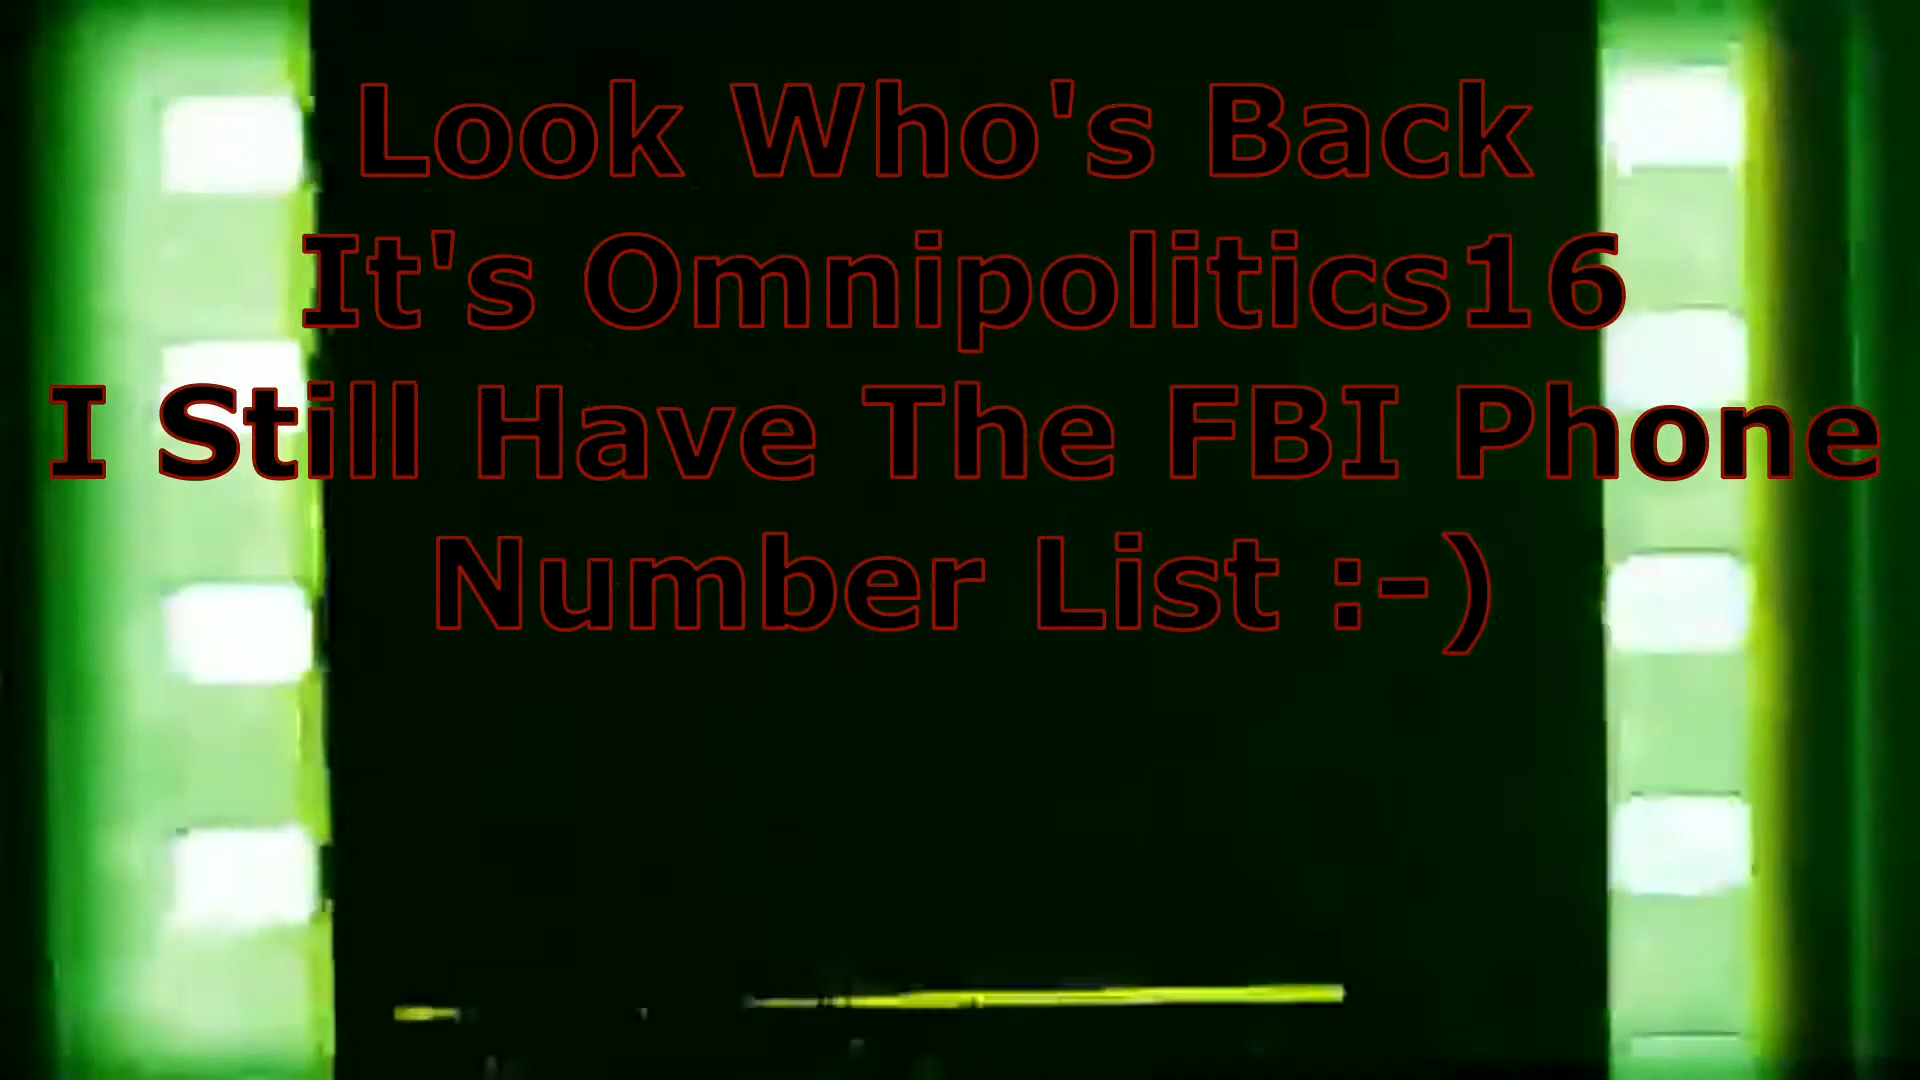 Look Who's Back
It's Omnipolitics16
I Still Have The FBI Phone
Number List :-)